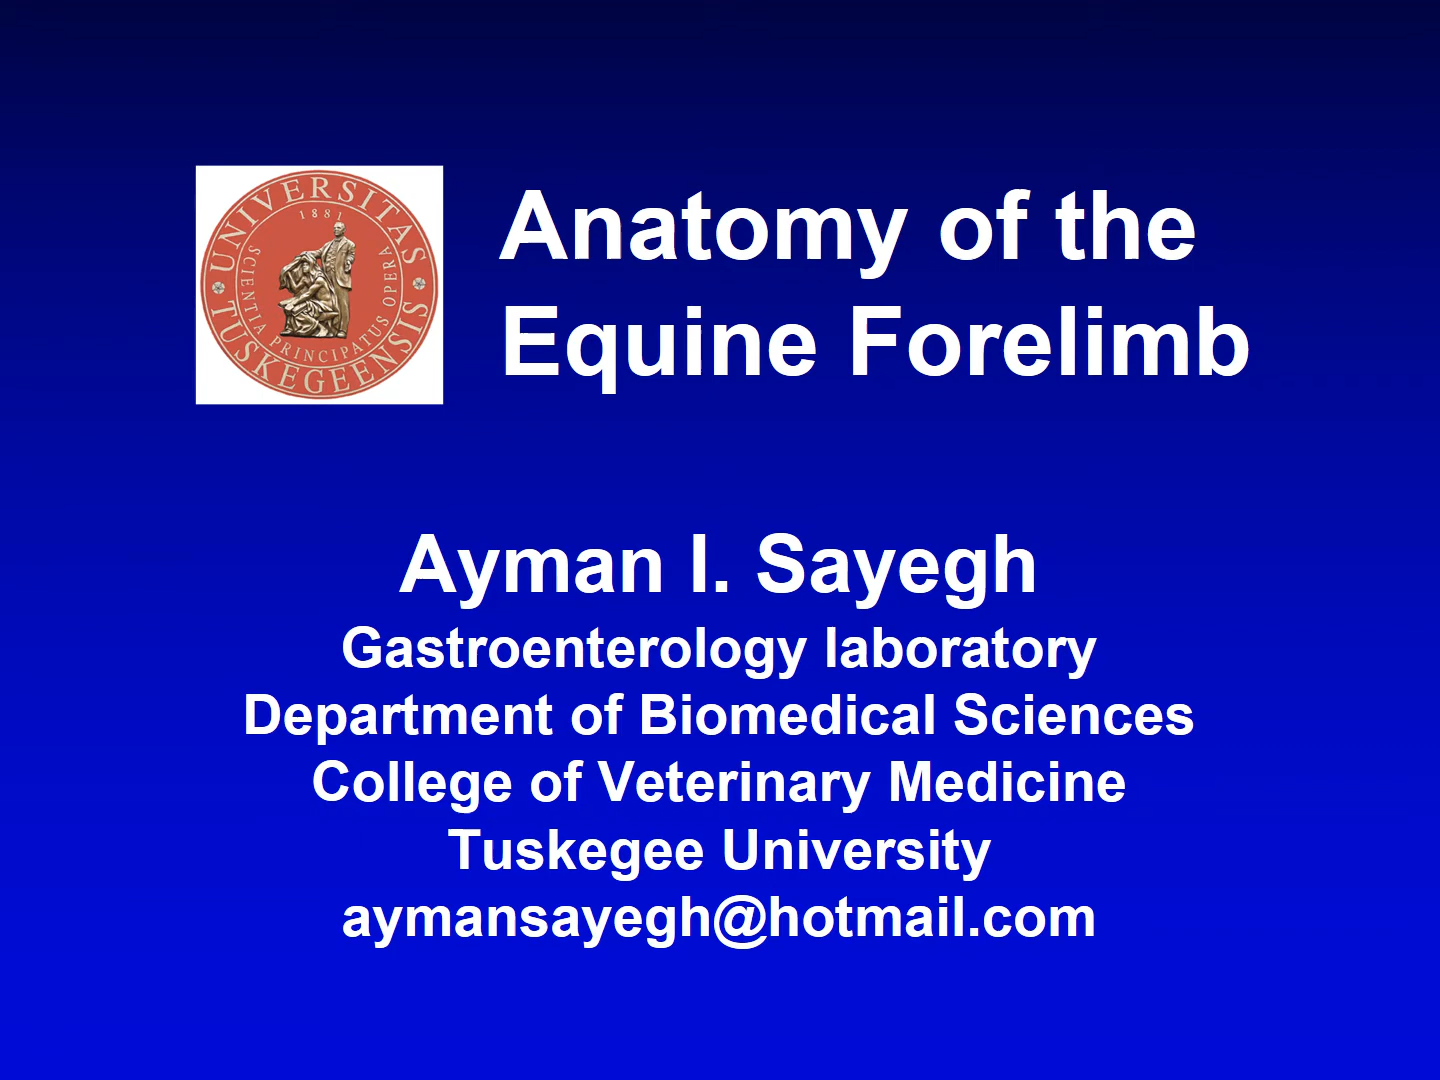 UNIVERSITAS
TUSKEGEENSIS
1881
SCIENTIA PRINCIPATUS OPERA
Anatomy of the
Equine Forelimb
Ayman I. Sayegh
Gastroenterology laboratory
Department of Biomedical Sciences
College of Veterinary Medicine
Tuskegee University
aymansayegh@hotmail.com